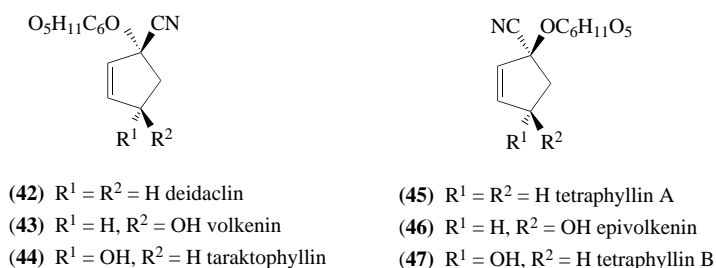 O₅H₁₁C₆O CN
NC OC₆H₁₁O₅
R¹ R²
R¹ R²
(42) R¹ = R² = H deidaclin
(43) R¹ = H, R² = OH volkenin
(44) R¹ = OH, R² = H taraktophyllin
(45) R¹ = R² = H tetraphyllin A
(46) R¹ = H, R² = OH epivolkenin
(47) R¹ = OH, R² = H tetraphyllin B